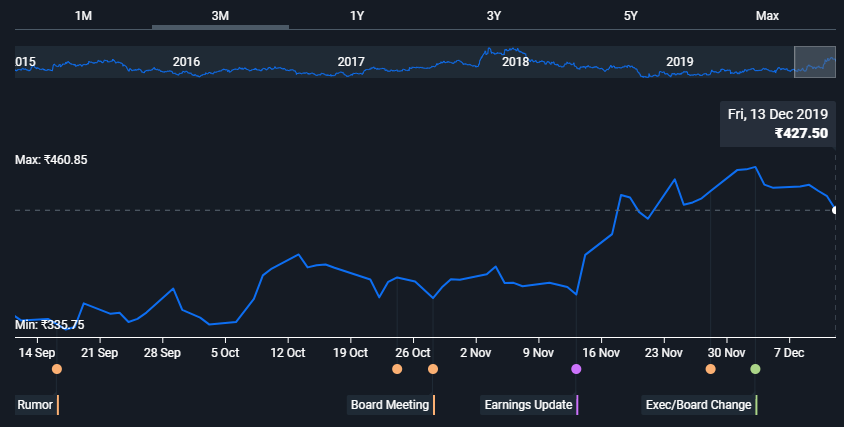 1M 3M 1Y 3Y 5Y Max
015 2016 2017 2018 2019
Fri, 13 Dec 2019
₹427.50
Max: ₹460.85
Min: ₹335.75
14 Sep 21 Sep 28 Sep 5 Oct 12 Oct 19 Oct 26 Oct 2 Nov 9 Nov 16 Nov 23 Nov 30 Nov 7 Dec
Rumor Board Meeting Earnings Update Exec/Board Change